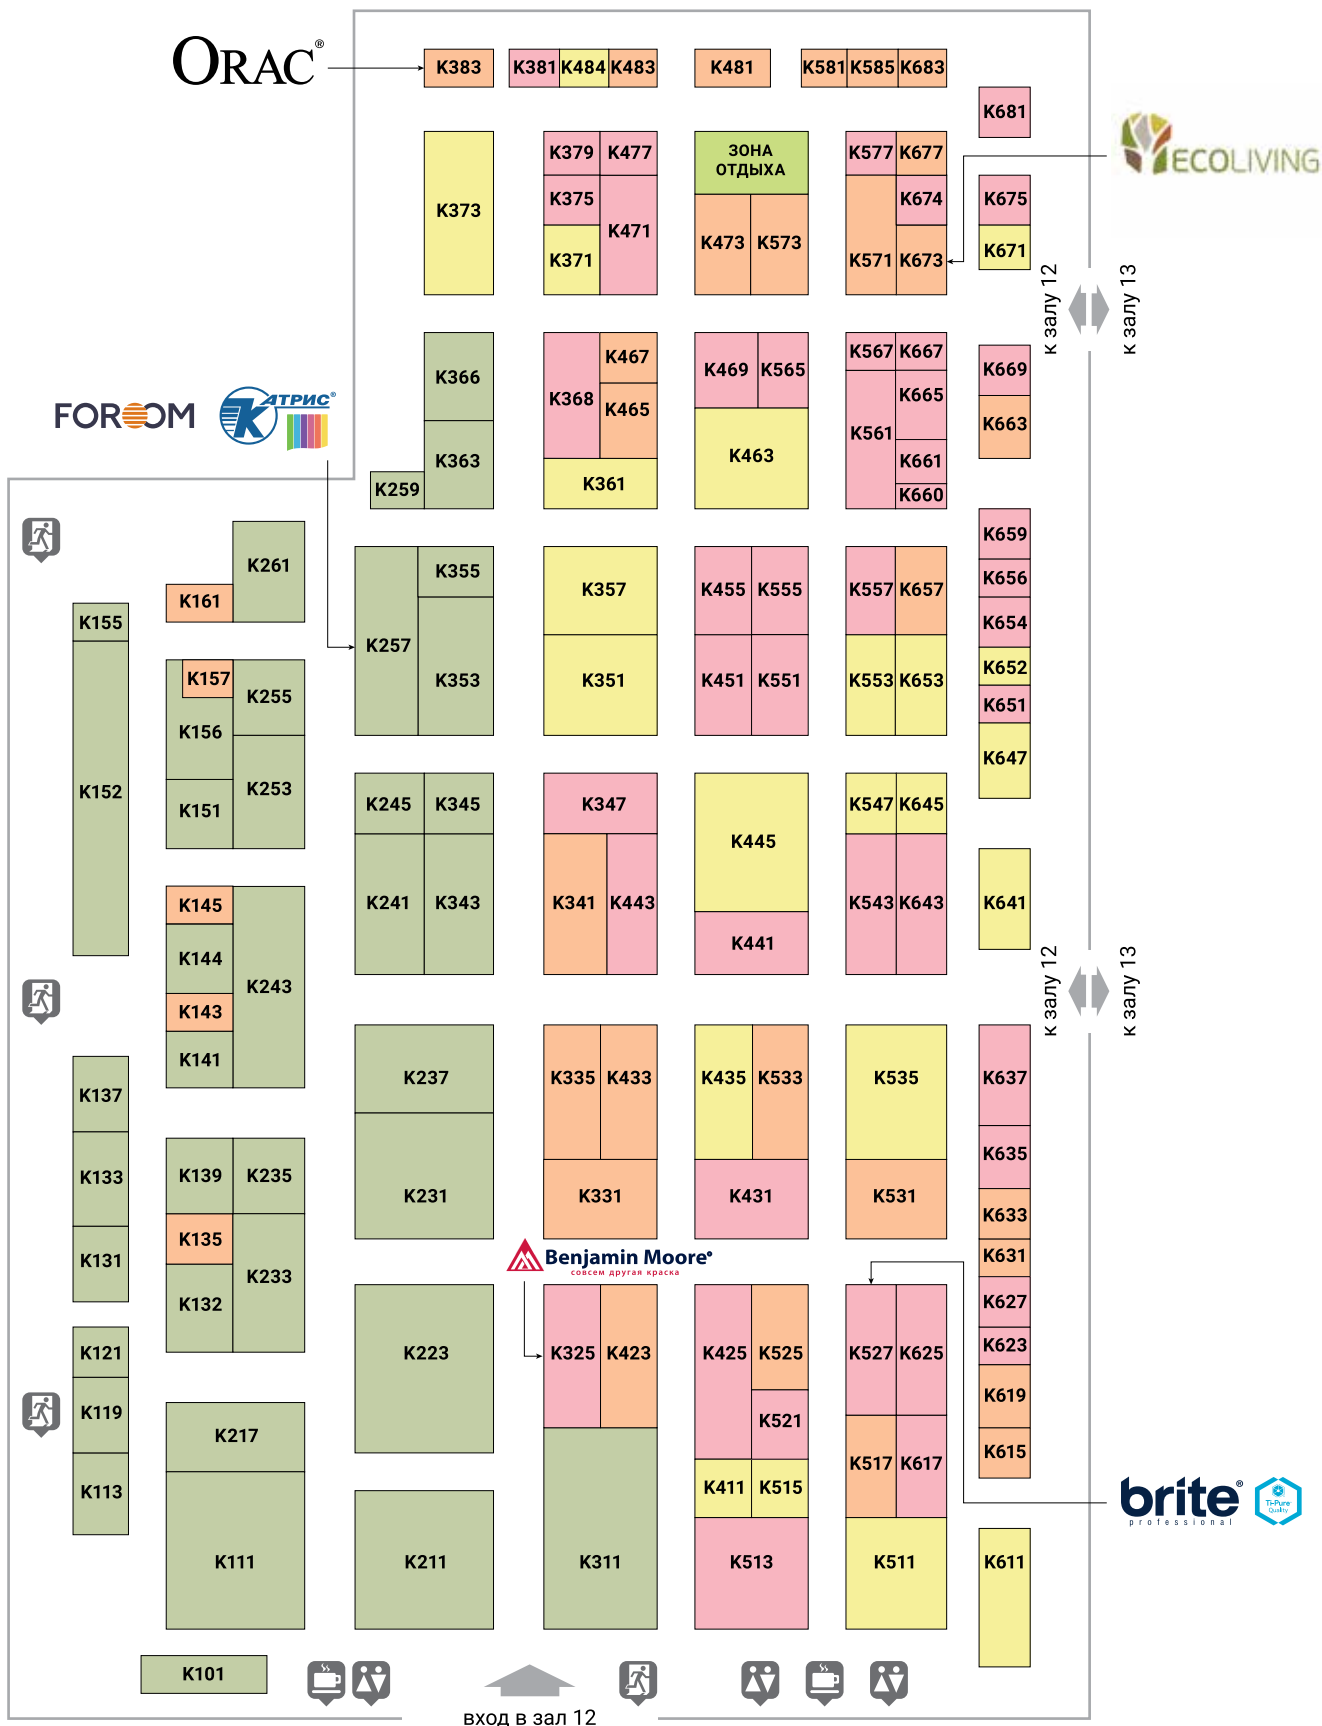 ORAC®
K383
K381 K484 K483
K481
K581 K585 K683
K681
ECOLIVING
K373
K379 K477
K375
K471
K371
ЗОНА
ОТДЫХА
K473 K573
K577 K677
K674
K571 K673
K675
K671
к залу 12
к залу 13
K366
K363
K259
K368
K467
K465
K361
K469 K565
K463
K567 K667
K665
K561
K661
K660
K669
K663
FOROOM
КАТРИС®
K261
K161
K155
K152
K157
K255
K156
K253
K151
K257
K355
K353
K357
K351
K455 K555
K451 K551
K557 K657
K553 K653
K659
K656
K654
K652
K651
K647
K245 K345
K241 K343
K347
K341 K443
K445
K441
K547 K645
K543 K643
K641
к залу 12
к залу 13
K145
K144
K243
K143
K141
K137
K133
K131
K139 K235
K135
K233
K132
K237
K231
K335 K433
K331
K435 K533
K431
K535
K531
K637
K635
K633
K631
K627
K623
K619
K615
Benjamin Moore®
совсем другая краска
K121
K119
K113
K217
K111
K223
K211
K325 K423
K311
K425 K525
K521
K411 K515
K513
K527 K625
K517 K617
K511
K611
brite®
professional
Ti-Pure
Quality
K101
вход в зал 12